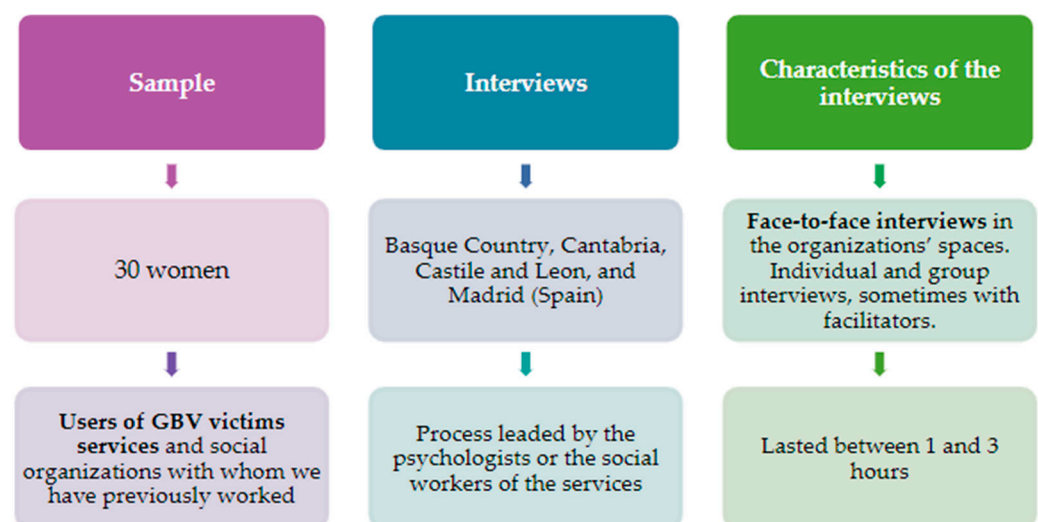 Sample
30 women
Users of GBV victims
services and social
organizations with whom we
have previously worked
Interviews
Basque Country, Cantabria,
Castile and Leon, and
Madrid (Spain)
Process leaded by the
psychologists or the social
workers of the services
Characteristics of the
interviews
Face-to-face interviews in
the organizations’ spaces.
Individual and group
interviews, sometimes with
facilitators.
Lasted between 1 and 3
hours